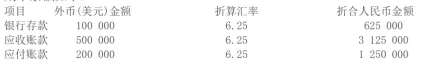 项目 外币(美元)金额 折算汇率 折合人民币金额
银行存款 100 000 6.25 625 000
应收账款 500 000 6.25 3 125 000
应付账款 200 000 6.25 1 250 000